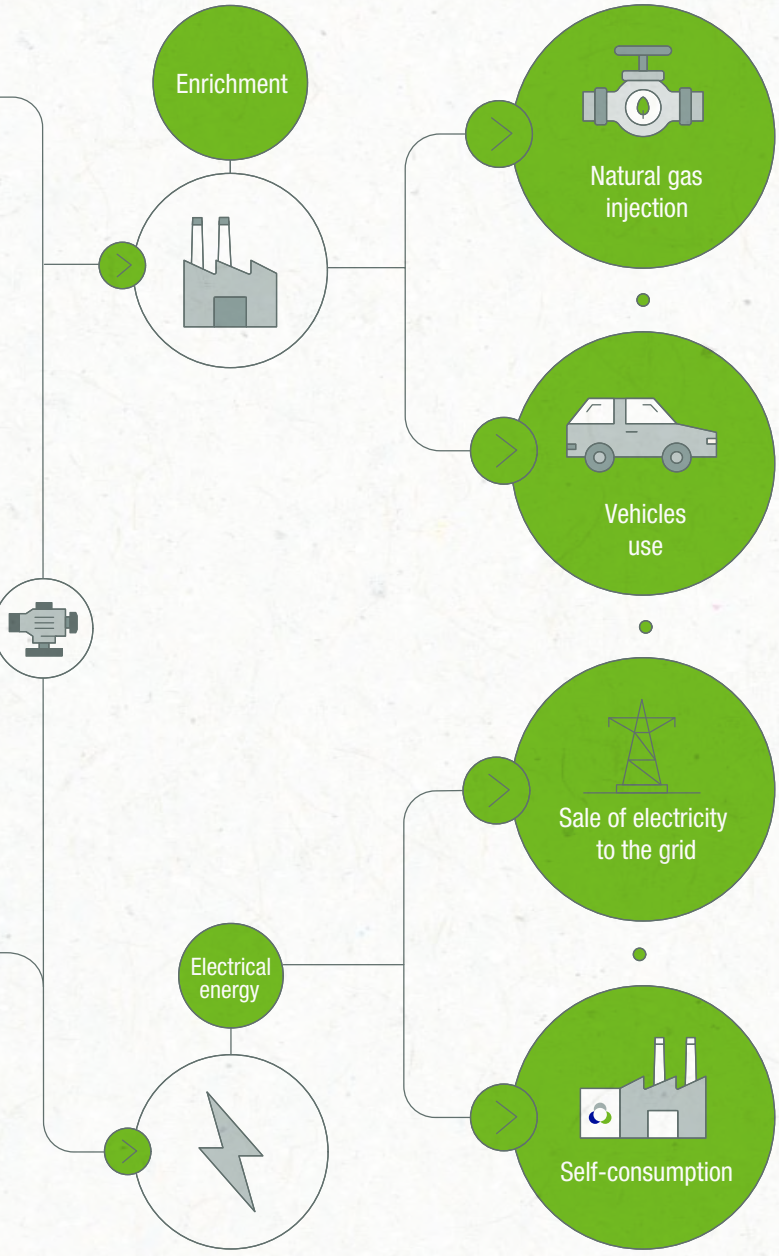 Enrichment
Natural gas
injection
Vehicles
use
Sale of electricity
to the grid
Electrical
energy
Self-consumption